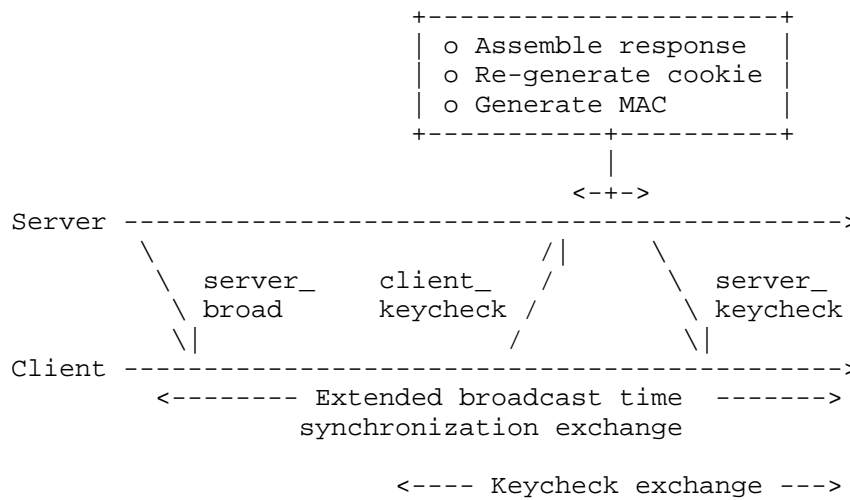 +-----------------------+
| o Assemble response   |
| o Re-generate cookie  |
| o Generate MAC        |
+-----------+-----------+
|
<-+->
Server --------------------------------------------->
\                        /|     \
\  server_    client_  /       \  server_
\ broad      keycheck /         \ keycheck
\|                   /          \|
Client --------------------------------------------->
<-------- Extended broadcast time  ------->
synchronization exchange
<---- Keycheck exchange --->